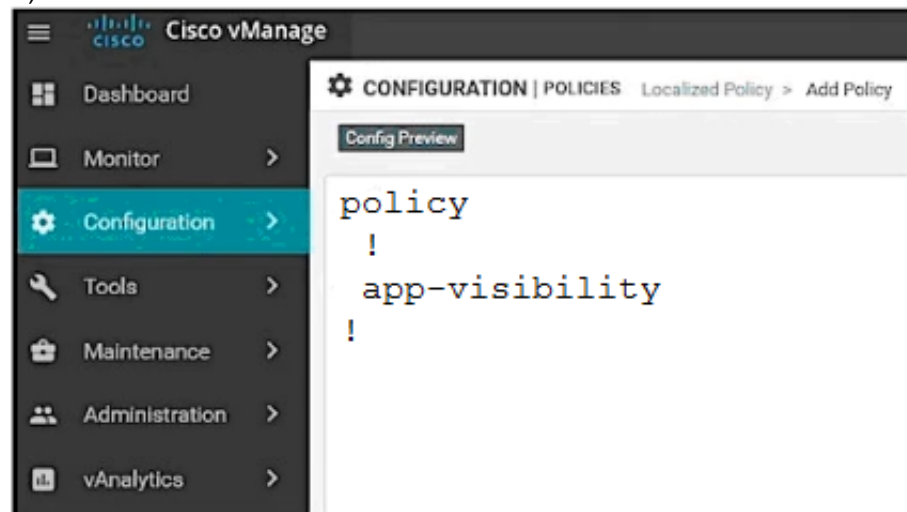 CISCO Cisco vManage
Dashboard
Monitor
Configuration
Tools
Maintenance
Administration
vAnalytics
CONFIGURATION | POLICIES Localized Policy > Add Policy
Config Preview
policy
!
app-visibility
!